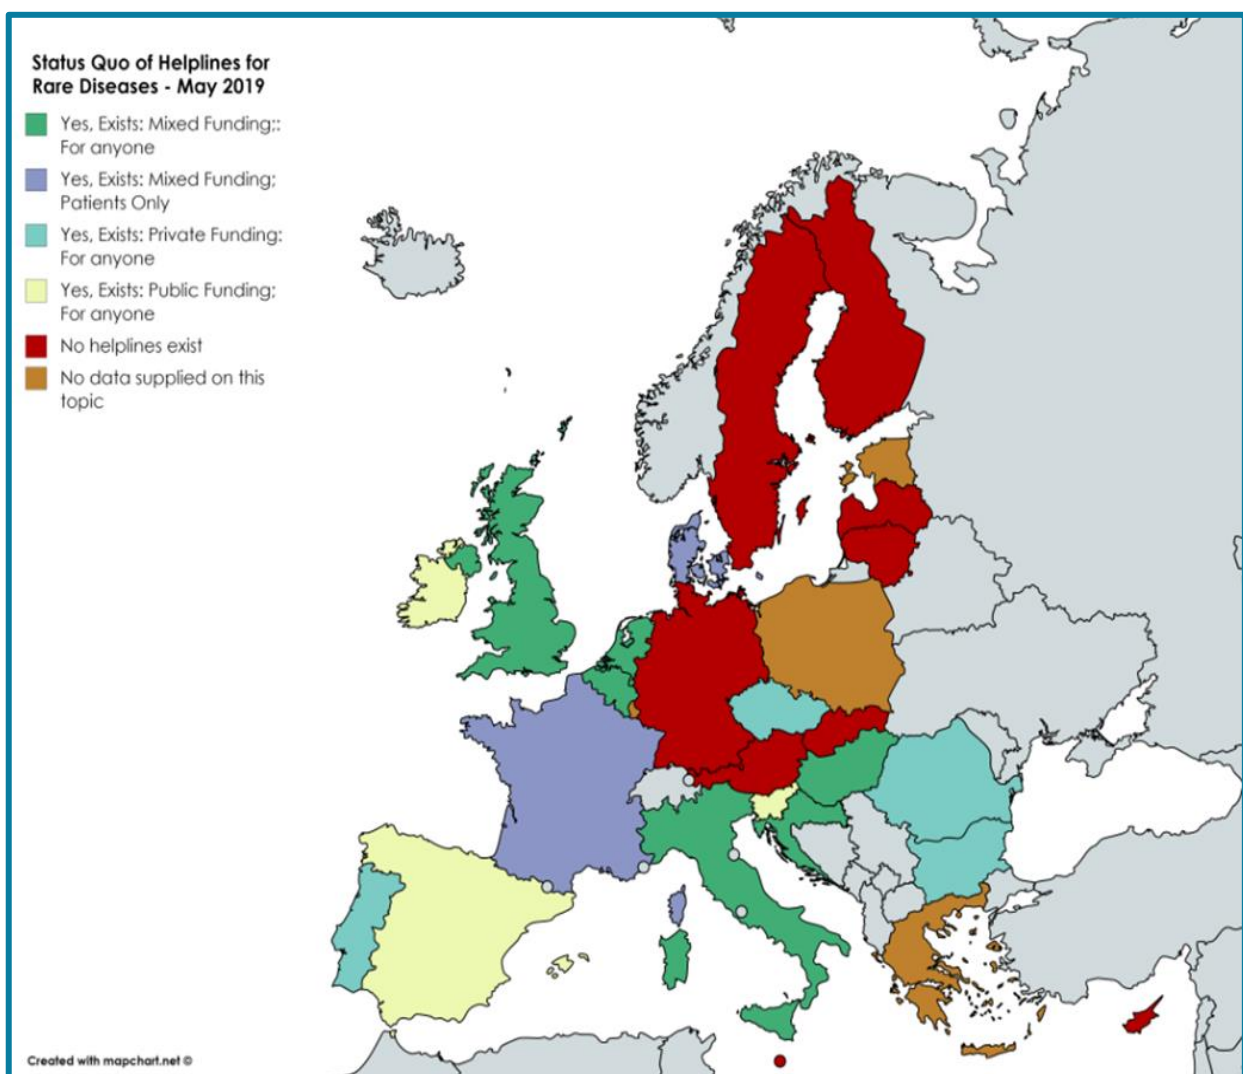 Status Quo of Helplines for
Rare Diseases - May 2019
Yes, Exists: Mixed Funding;:
For anyone
Yes, Exists: Mixed Funding;
Patients Only
Yes, Exists: Private Funding:
For anyone
Yes, Exists: Public Funding:
For anyone
No helplines exist
No data supplied on this
topic
Created with mapchart.net ©